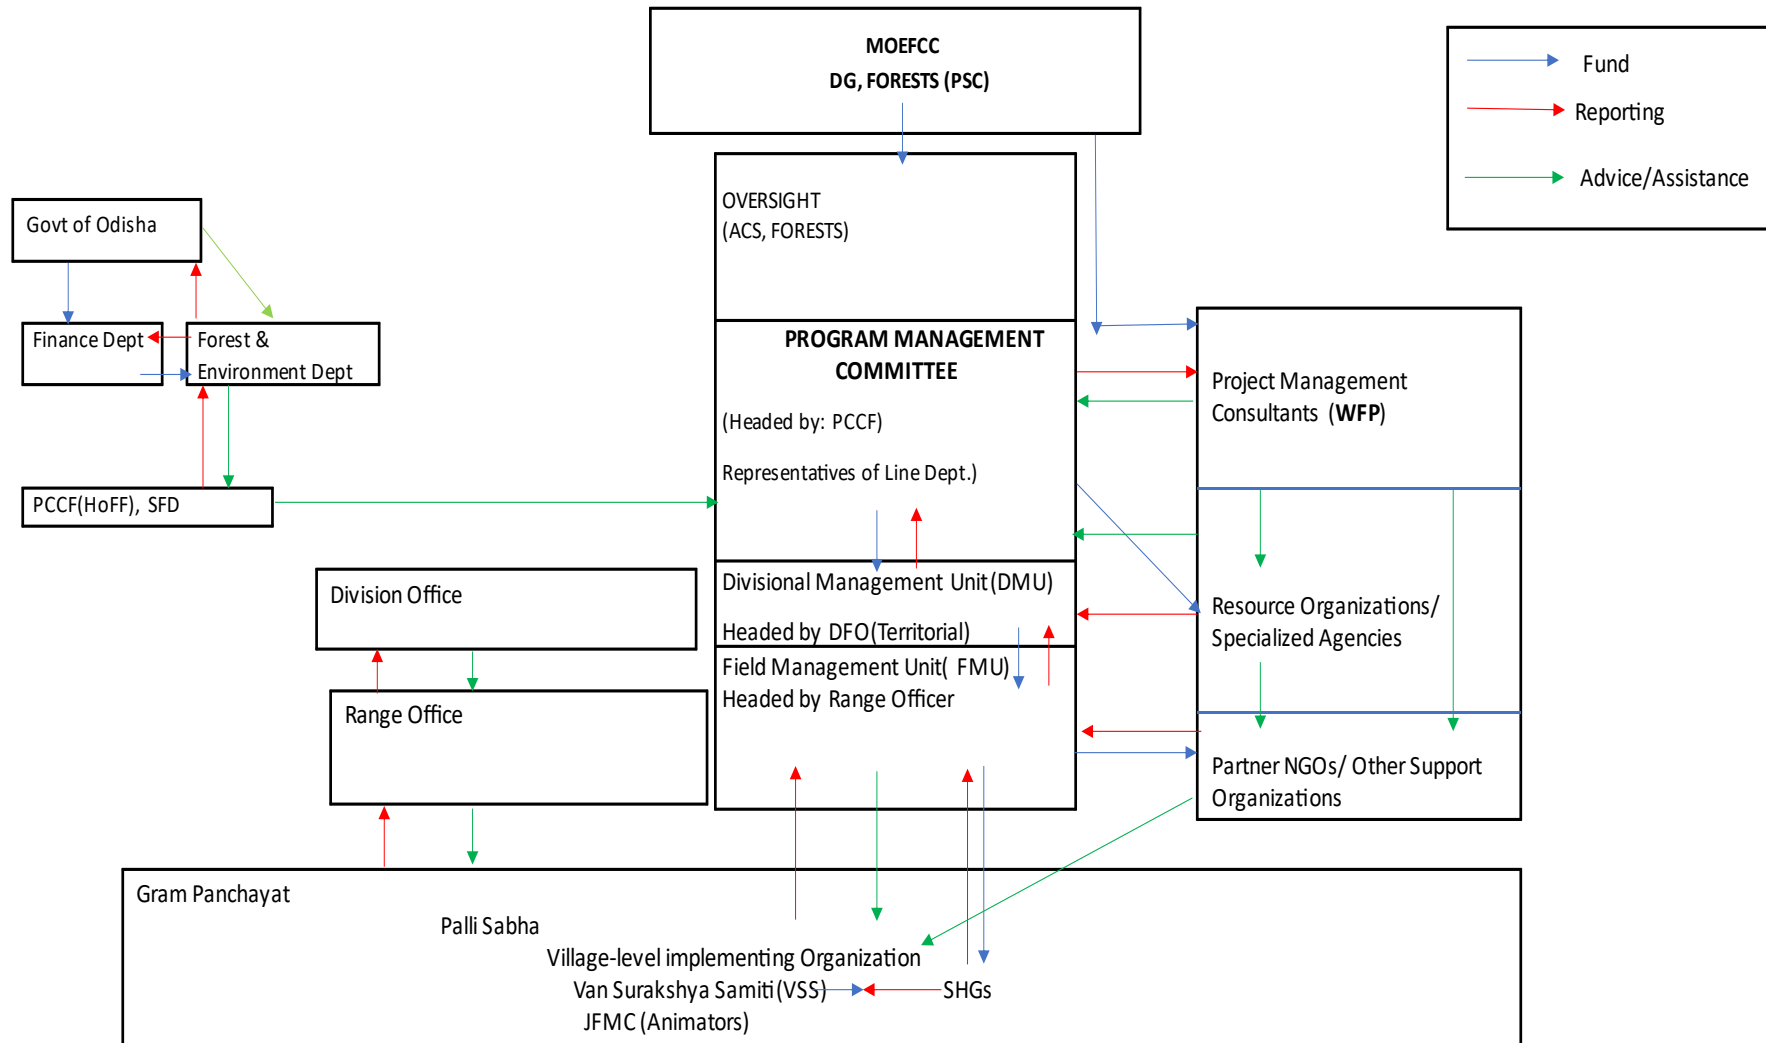 MOEFCC
DG, FORESTS (PSC)
Fund
Reporting
Advice/Assistance
OVERSIGHT
(ACS, FORESTS)
Govt of Odisha
Finance Dept
Forest &
Environment Dept
PCCF(HoFF), SFD
PROGRAM MANAGEMENT
COMMITTEE
(Headed by: PCCF)
Representatives of Line Dept.)
Project Management
Consultants (WFP)
Division Office
Divisional Management Unit(DMU)
Headed by DFO(Territorial)
Resource Organizations/
Specialized Agencies
Range Office
Field Management Unit( FMU)
Headed by Range Officer
Partner NGOs/ Other Support
Organizations
Gram Panchayat
Palli Sabha
Village-level implementing Organization
Van Surakshya Samiti(VSS)
SHGs
JFMC (Animators)